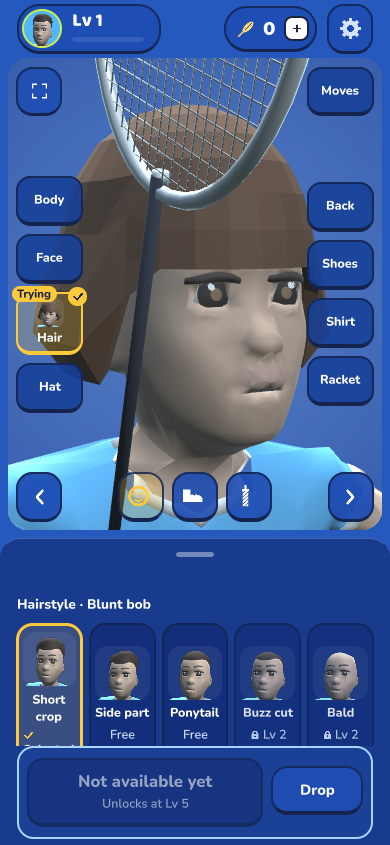 Lv 1
0
+
Moves
Body
Back
Face
Shoes
Trying
Hair
Shirt
Hat
Racket
Hairstyle · Blunt bob
Short
crop
Side part
Free
Ponytail
Free
Buzz cut
Lv 2
Bald
Lv 2
Not available yet
Unlocks at Lv 5
Drop